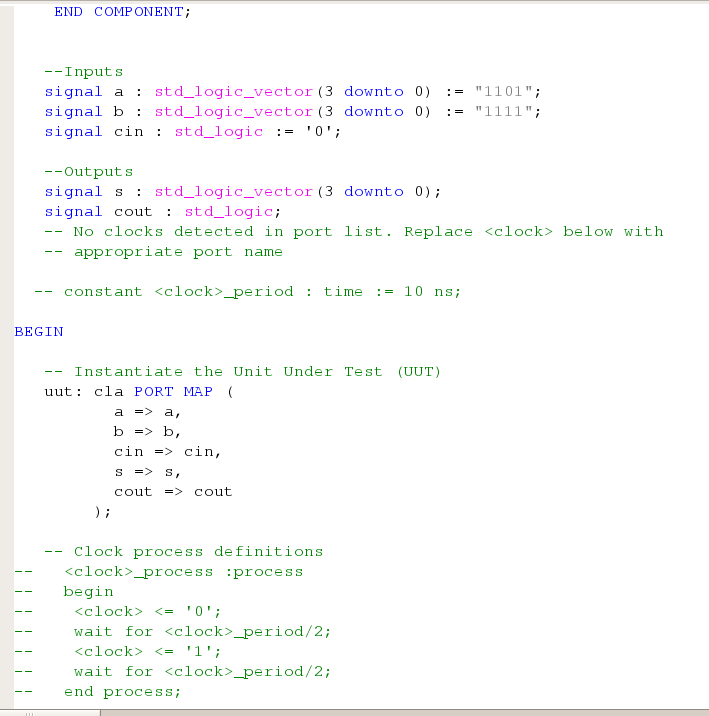 END COMPONENT;
--Inputs
signal a : std_logic_vector(3 downto 0) := "1101";
signal b : std_logic_vector(3 downto 0) := "1111";
signal cin : std_logic := '0';
--Outputs
signal s : std_logic_vector(3 downto 0);
signal cout : std_logic;
-- No clocks detected in port list. Replace <clock> below with
-- appropriate port name
-- constant <clock>_period : time := 10 ns;
BEGIN
-- Instantiate the Unit Under Test (UUT)
uut: cla PORT MAP (
a => a,
b => b,
cin => cin,
s => s,
cout => cout
);
-- Clock process definitions
-- <clock>_process :process
-- begin
-- <clock> <= '0';
-- wait for <clock>_period/2;
-- <clock> <= '1';
-- wait for <clock>_period/2;
-- end process;